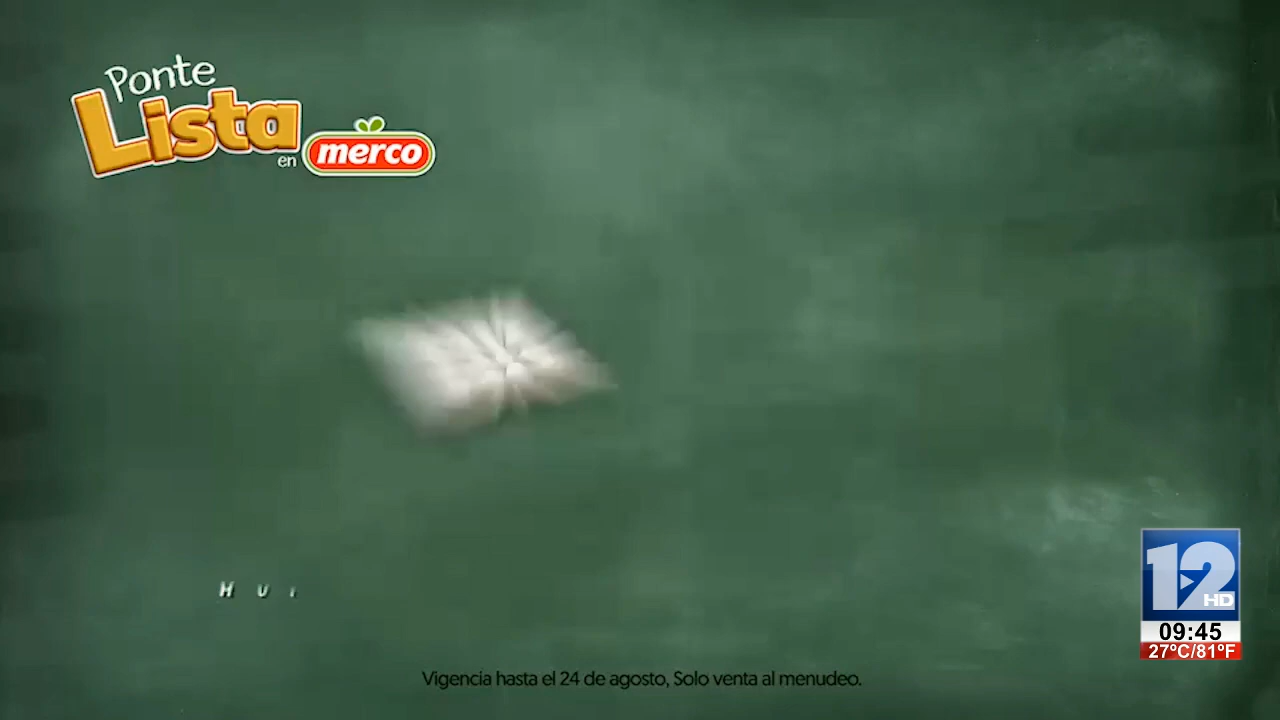 Ponte
Lista
en merco
H u
12
HD
09:45
27°C/81°F
Vigencia hasta el 24 de agosto, Solo venta al menudeo.